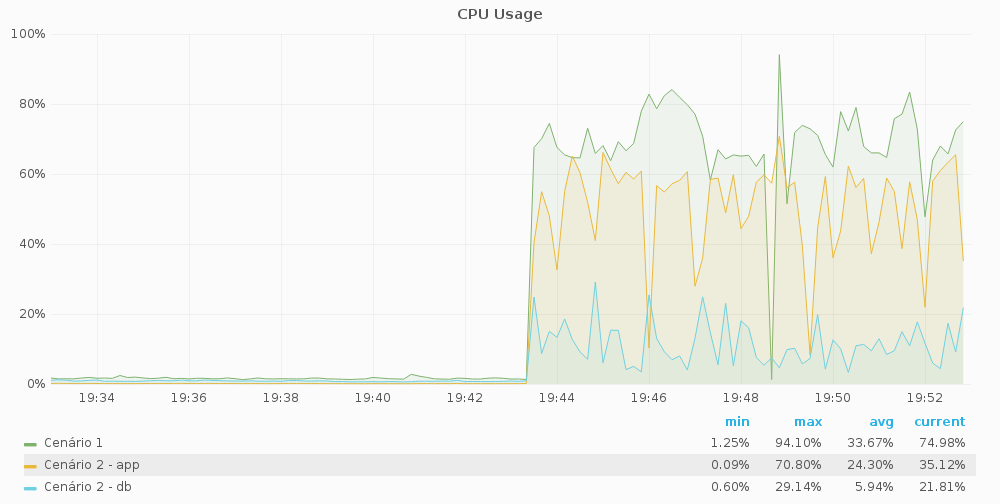 CPU Usage
100%
80%
60%
40%
20%
0%
19:34 19:36 19:38 19:40 19:42 19:44 19:46 19:48 19:50 19:52
min max avg current
Cenário 1 1.25% 94.10% 33.67% 74.98%
Cenário 2 - app 0.09% 70.80% 24.30% 35.12%
Cenário 2 - db 0.60% 29.14% 5.94% 21.81%